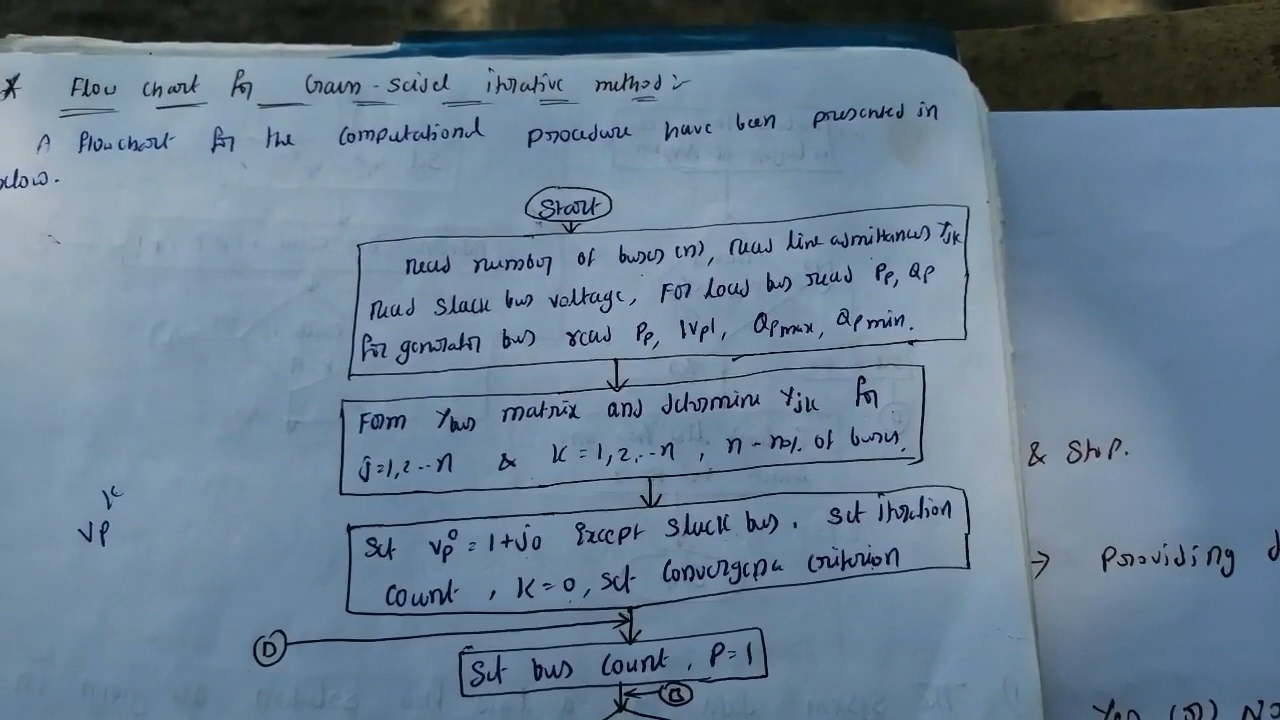 * Flow chart for Gauss-Scisel iterative method :-
A Flowchart for the computational procedure have been presented in
below.
Start
read number of buses (n), read line admittances Yjk
read slack bus voltage, For load bus read Pp, Qp
for generator bus read Pp, |Vp|, Qpmax, Qpmin.
Form Ybus matrix and determine Yjk for
j=1,2...n & K=1,2,...n, n-no/. of buses.
Set Vp⁰ = 1+j0 Except slack bus. Set iteration
count, K=0, set convergence criterion
Vp^K
D
Set bus count, P=1
B
& Stop.
→ Providing
Yes (or) No